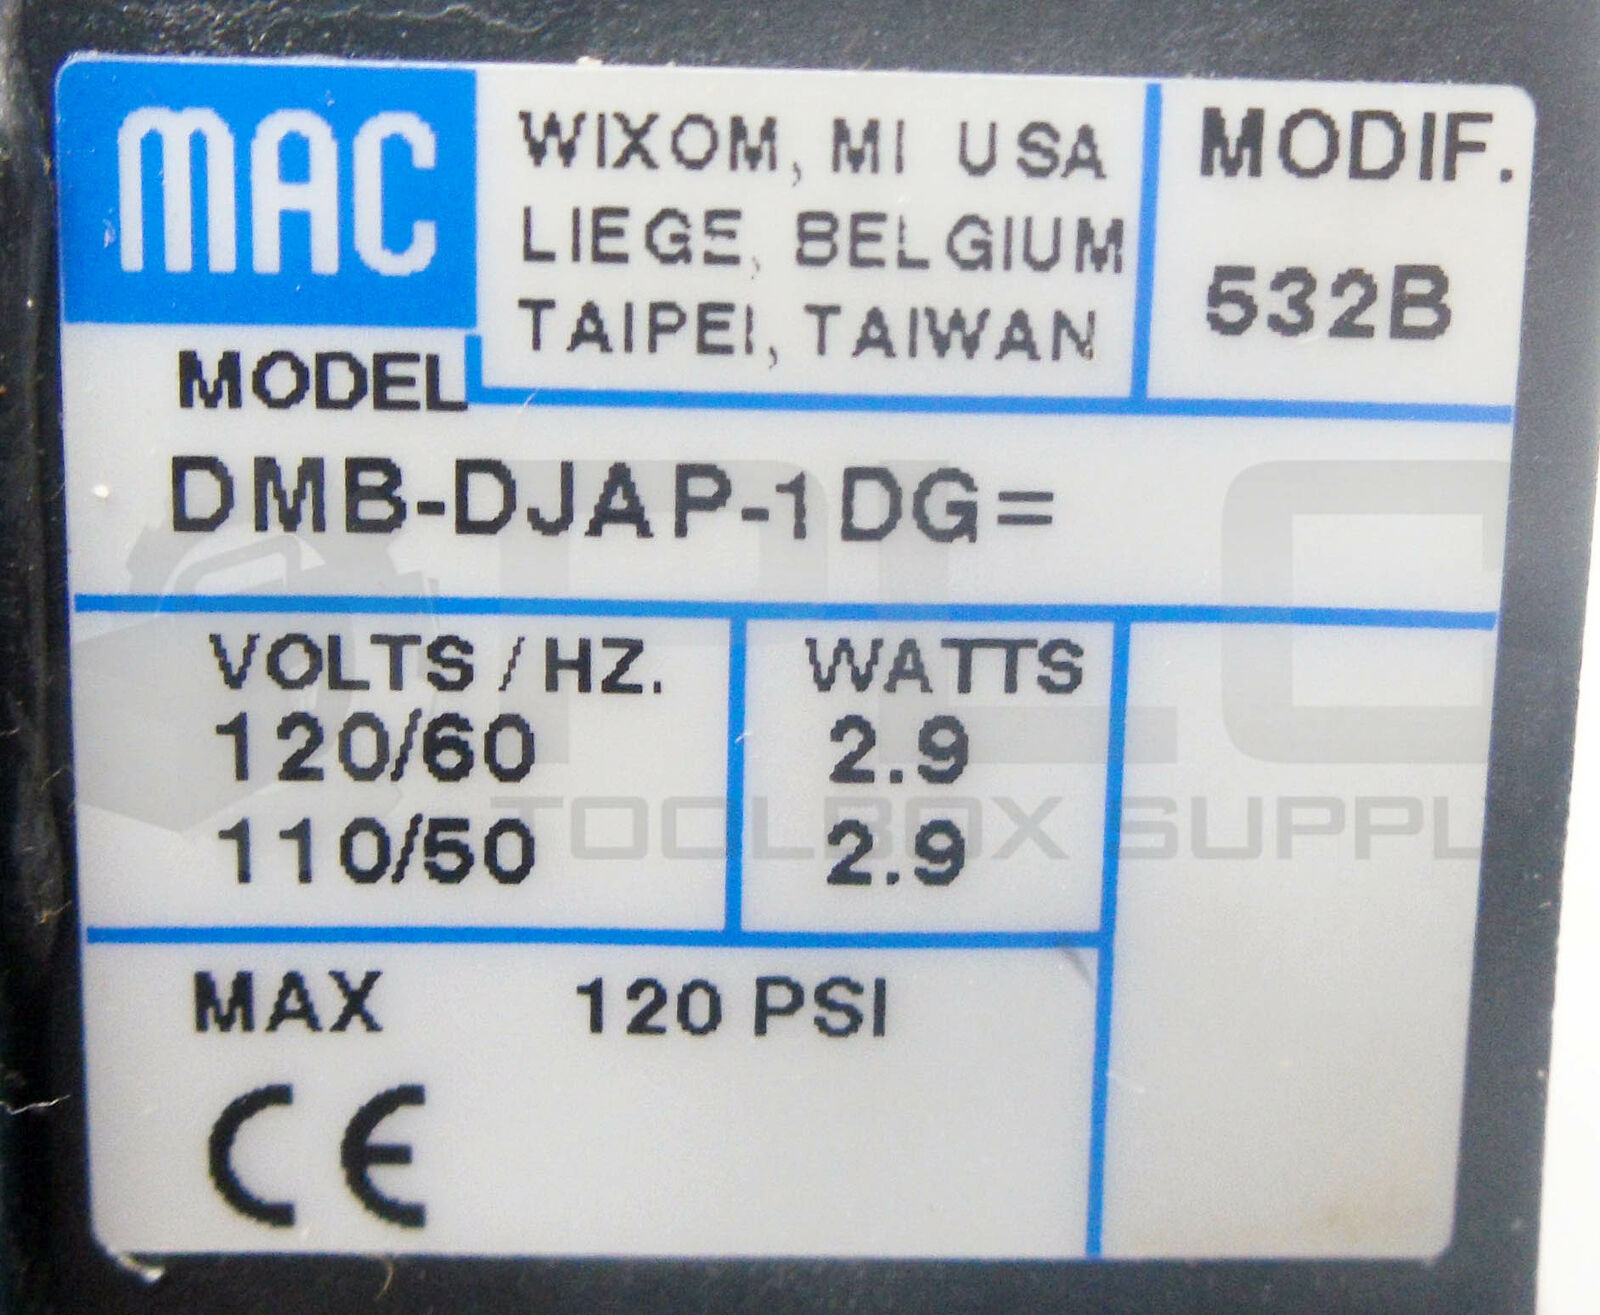 MAC
WIXOM, MI USA
LIEGE, BELGIUM
TAIPEI, TAIWAN
MODIF.
532B
MODEL
DMB-DJAP-1DG=
VOLTS/HZ.
120/60
110/50
WATTS
2.9
2.9
MAX 120 PSI
CE
PLC
TOOLBOX SUPPL